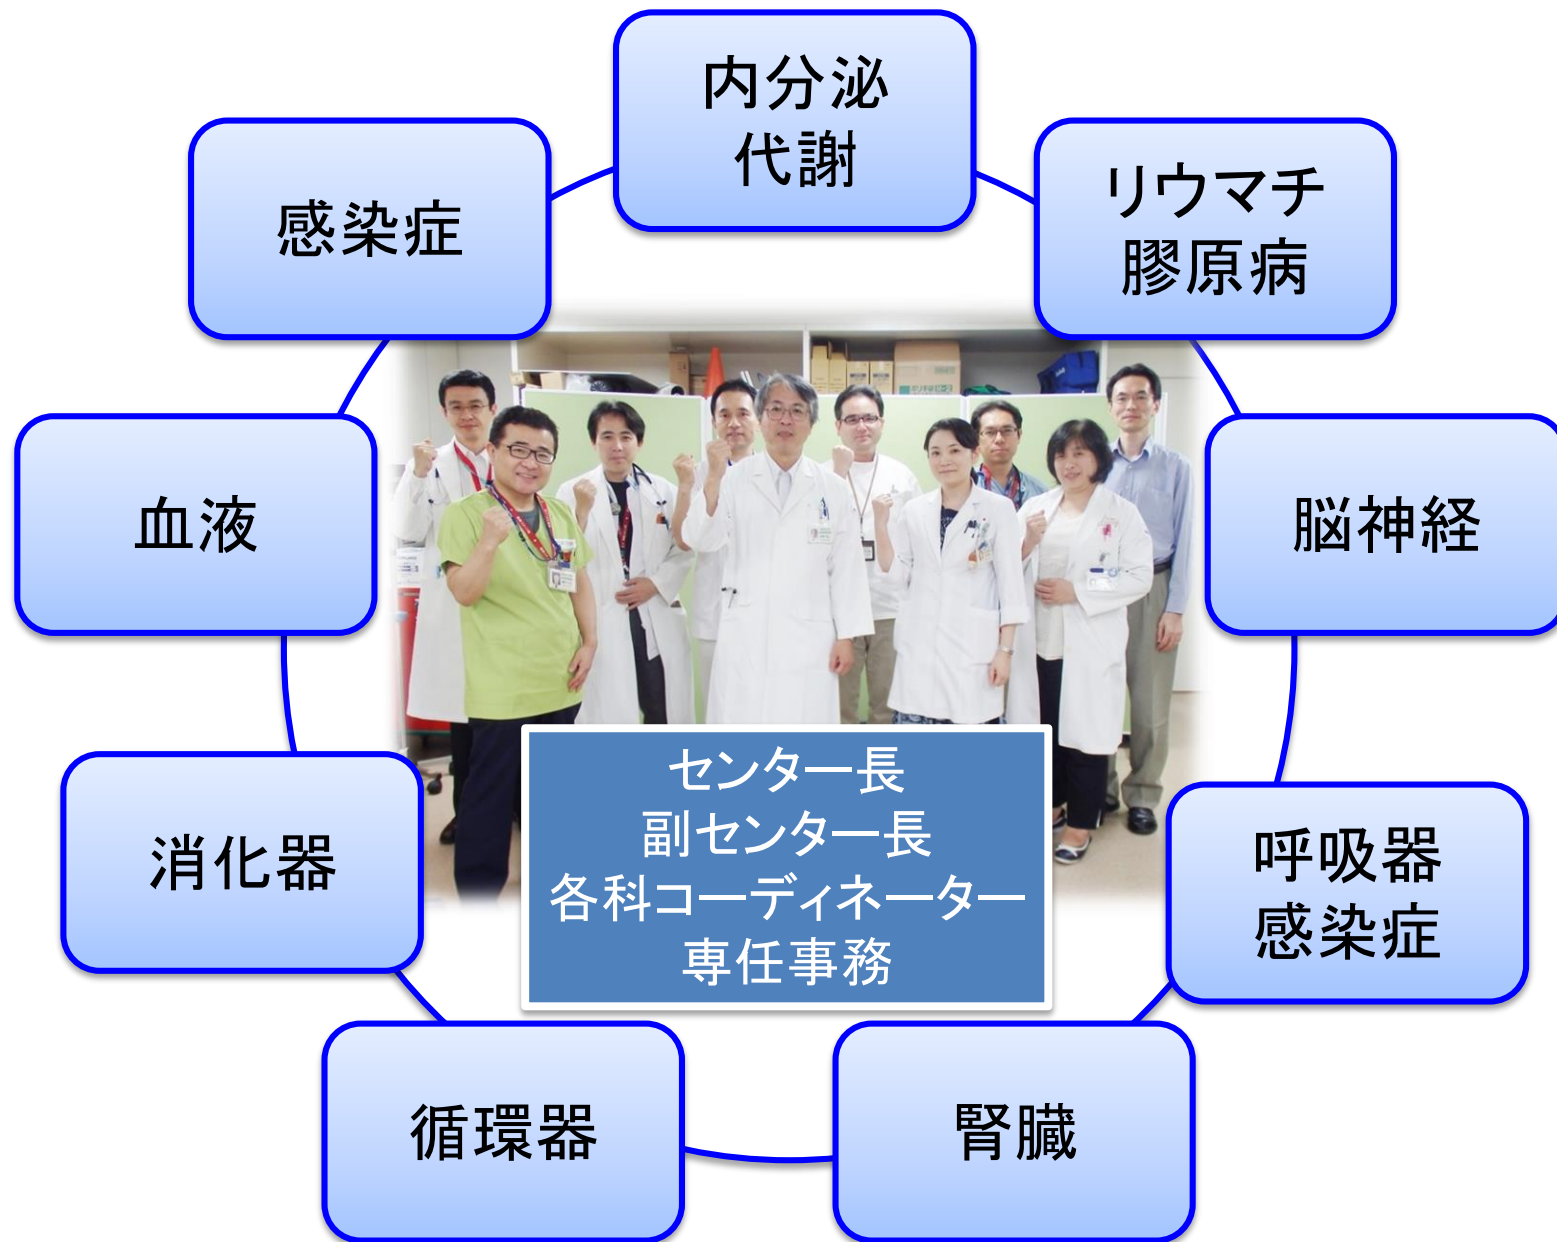 内分泌
代謝
リウマチ
膠原病
脳神経
呼吸器
感染症
腎臓
循環器
消化器
血液
感染症
センター長
副センター長
各科コーディネーター
専任事務